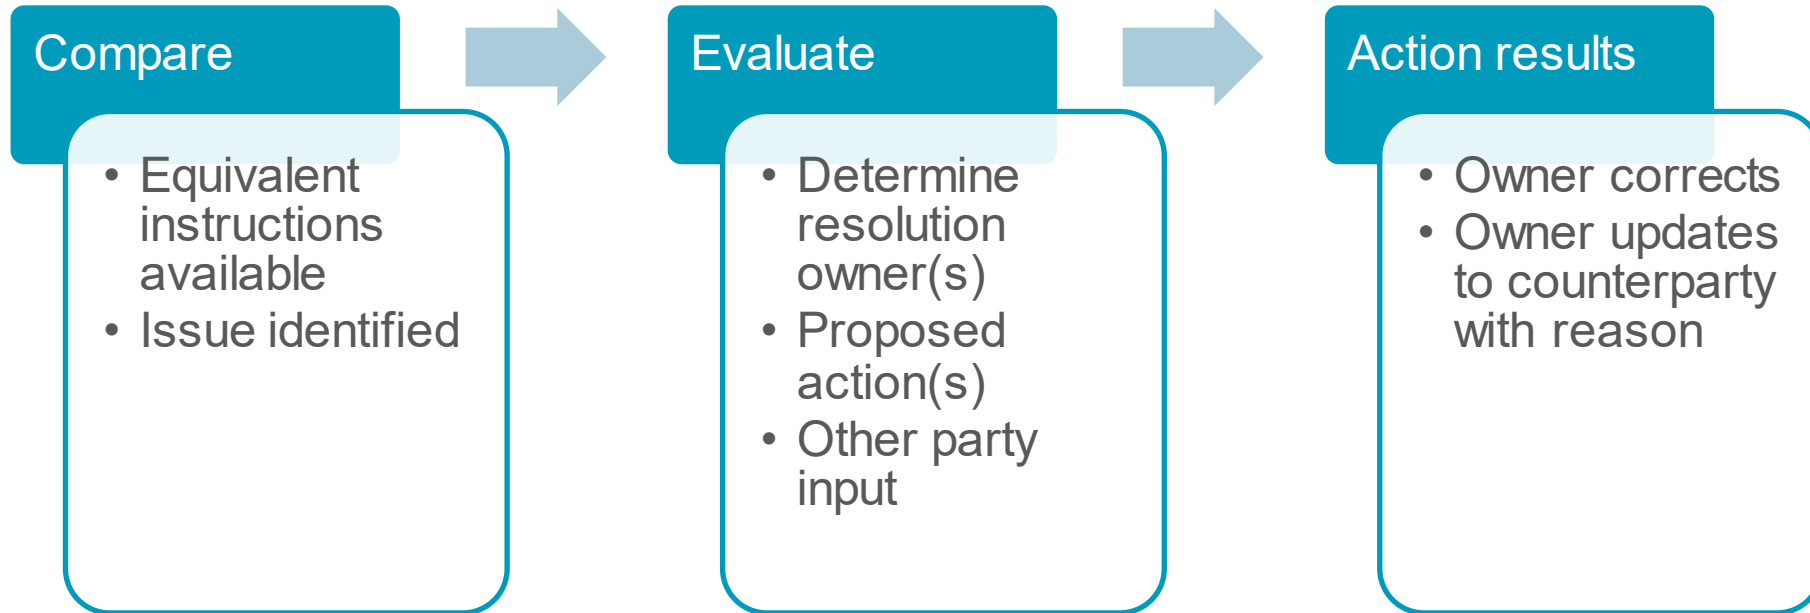 Compare
• Equivalent
instructions
available
• Issue identified
Evaluate
• Determine
resolution
owner(s)
• Proposed
action(s)
• Other party
input
Action results
• Owner corrects
• Owner updates
to counterparty
with reason